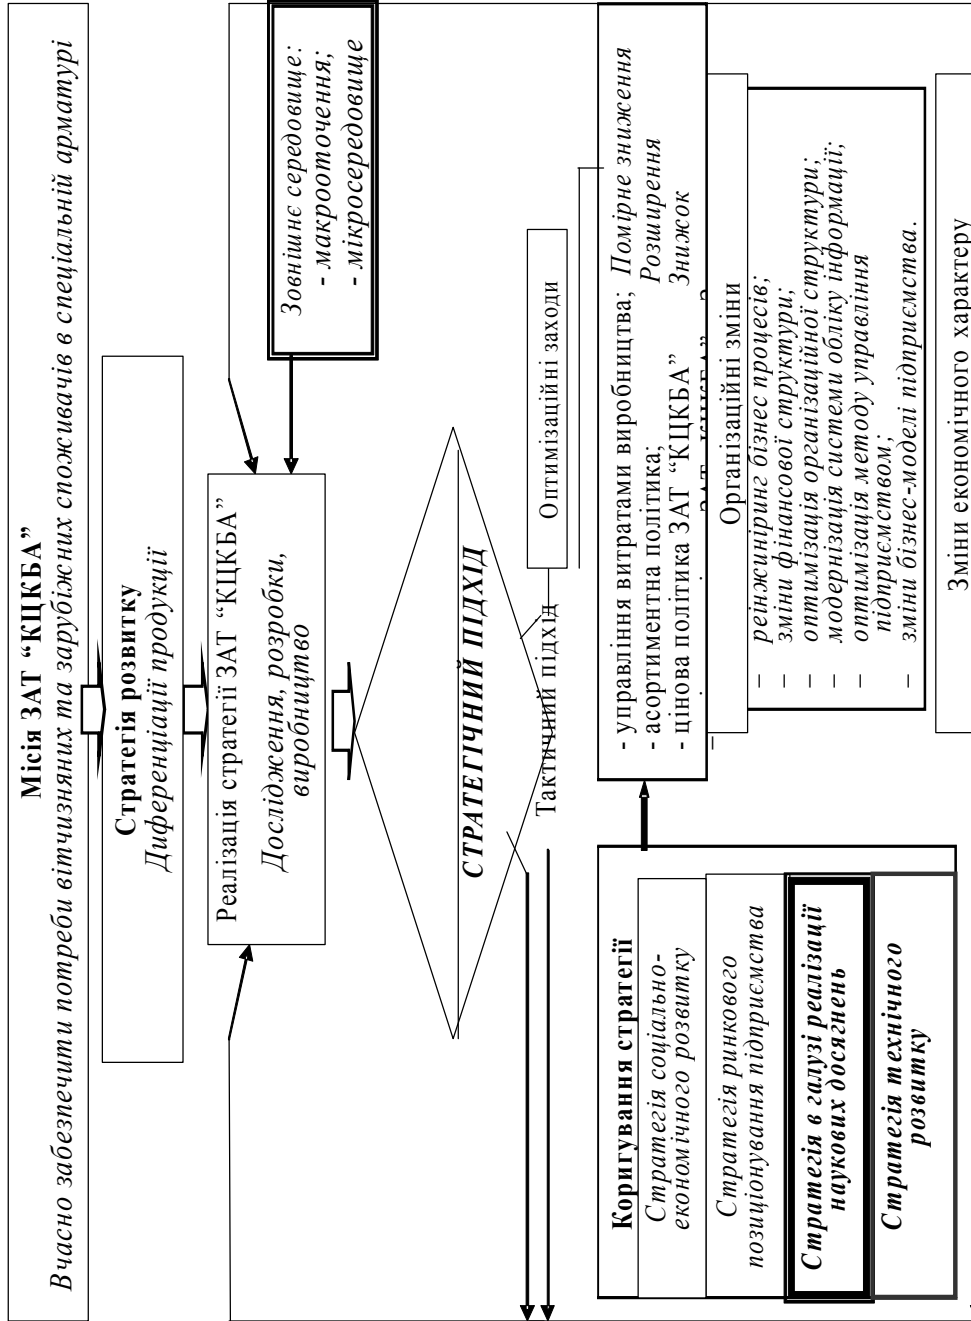 Місія ЗАТ “КЦКБА”
Вчасно забезпечити потреби вітчизняних та зарубіжних споживачів в спеціальній арматурі
Стратегія розвитку
Диференціації продукції
Реалізація стратегії ЗАТ “КЦКБА”
Дослідження, розробки,
виробництво
Зовнішнє середовище:
- макрооточення;
- мікросередовище
СТРАТЕГІЧНИЙ ПІДХІД
Тактичний підхід
Оптимізаційні заходи
Коригування стратегії
Стратегія соціально-
економічного розвитку
Стратегія ринкового
позиціонування підприємства
Стратегія в галузі реалізації
наукових досягнень
Стратегія технічного
розвитку
- управління витратами виробництва; Помірне зниження
- асортиментна політика; Розширення
- цінова політика ЗАТ “КЦКБА” Знижок
Організаційні зміни
– реінжиніринг бізнес процесів;
– зміни фінансової структури;
– оптимізація організаційної структури;
– модернізація системи обліку інформації;
– оптимізація методу управління
підприємством;
– зміни бізнес-моделі підприємства.
Зміни економічного характеру